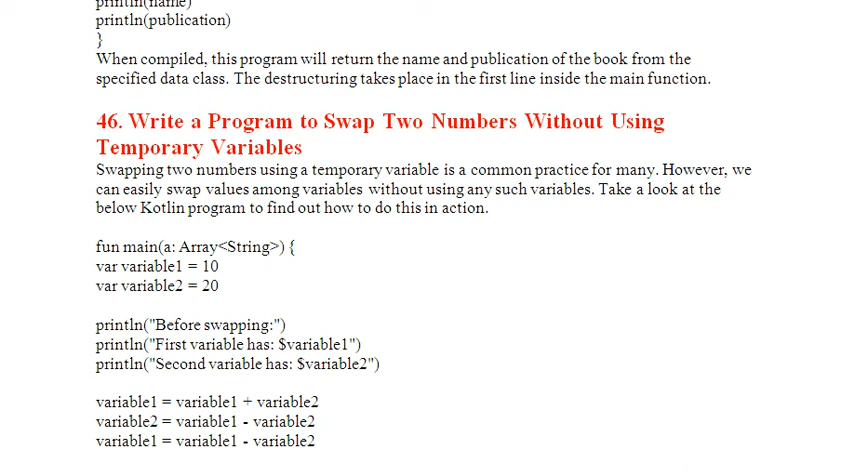 println(name)
println(publication)
}
When compiled, this program will return the name and publication of the book from the
specified data class. The destructuring takes place in the first line inside the main function.
46. Write a Program to Swap Two Numbers Without Using
Temporary Variables
Swapping two numbers using a temporary variable is a common practice for many. However, we
can easily swap values among variables without using any such variables. Take a look at the
below Kotlin program to find out how to do this in action.
fun main(a: Array<String>) {
var variable1 = 10
var variable2 = 20
println("Before swapping:")
println("First variable has: $variable1")
println("Second variable has: $variable2")
variable1 = variable1 + variable2
variable2 = variable1 - variable2
variable1 = variable1 - variable2